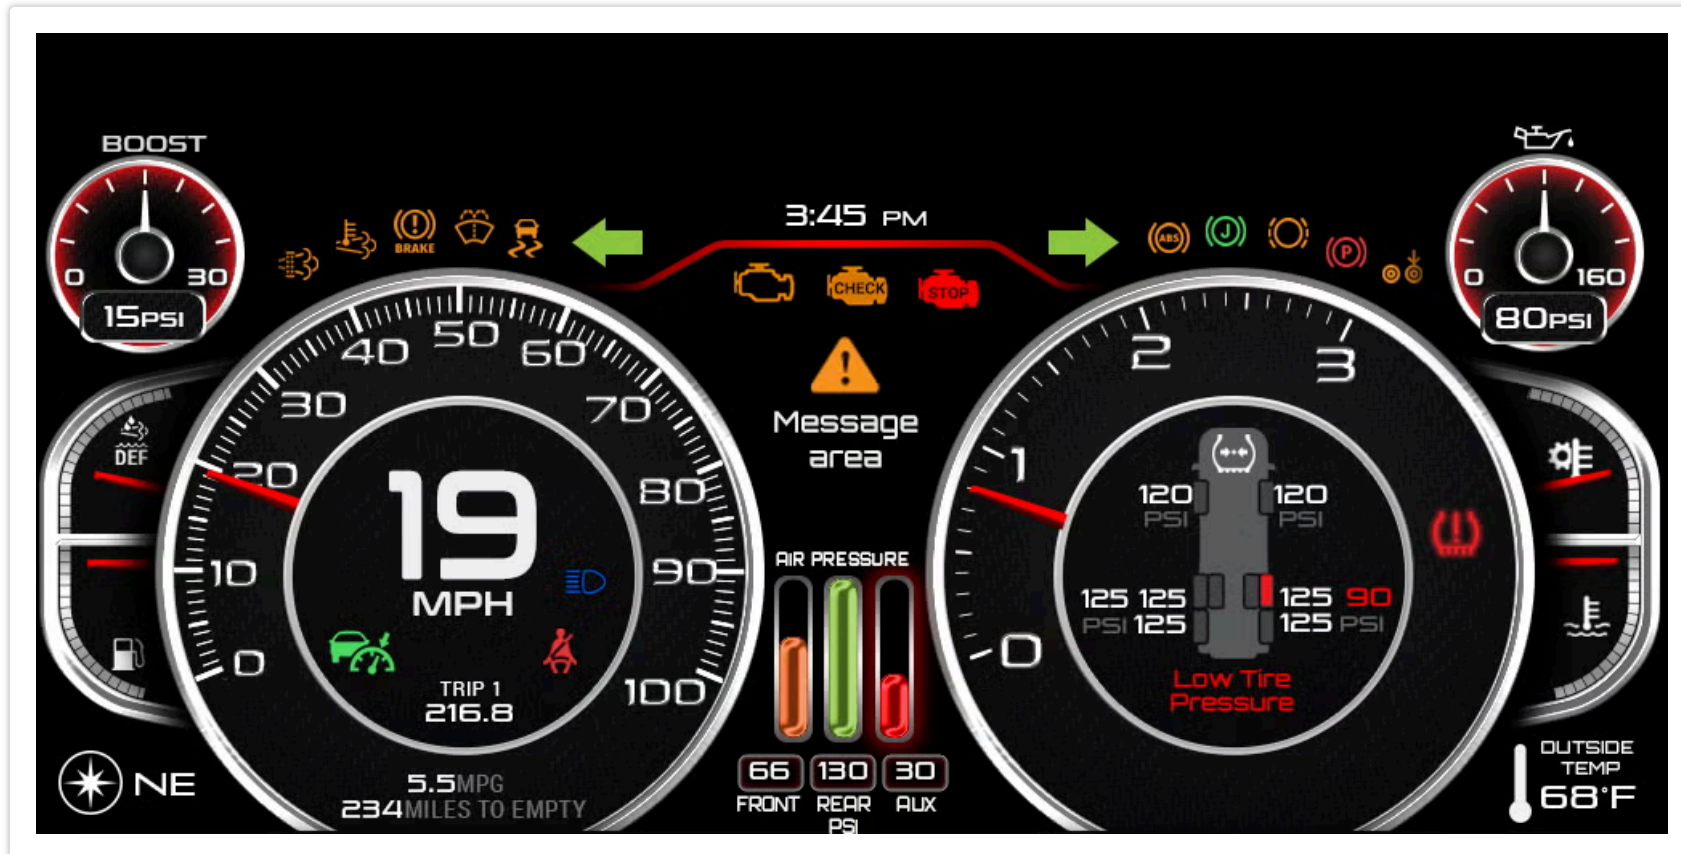 BOOST
0
30
15PSI
BRAKE
3:45 PM
CHECK
STOP
ABS
J
P
0
160
80PSI
Message
area
DEF
0
10
20
30
40
50
60
70
80
90
100
19
MPH
TRIP 1
216.8
5.5MPG
234MILES TO EMPTY
NE
AIR PRESSURE
66
130
30
FRONT
REAR
AUX
PSI
0
1
2
3
120
PSI
120
PSI
125 125
PSI 125
125 90
125 PSI
Low Tire
Pressure
OUTSIDE
TEMP
68°F